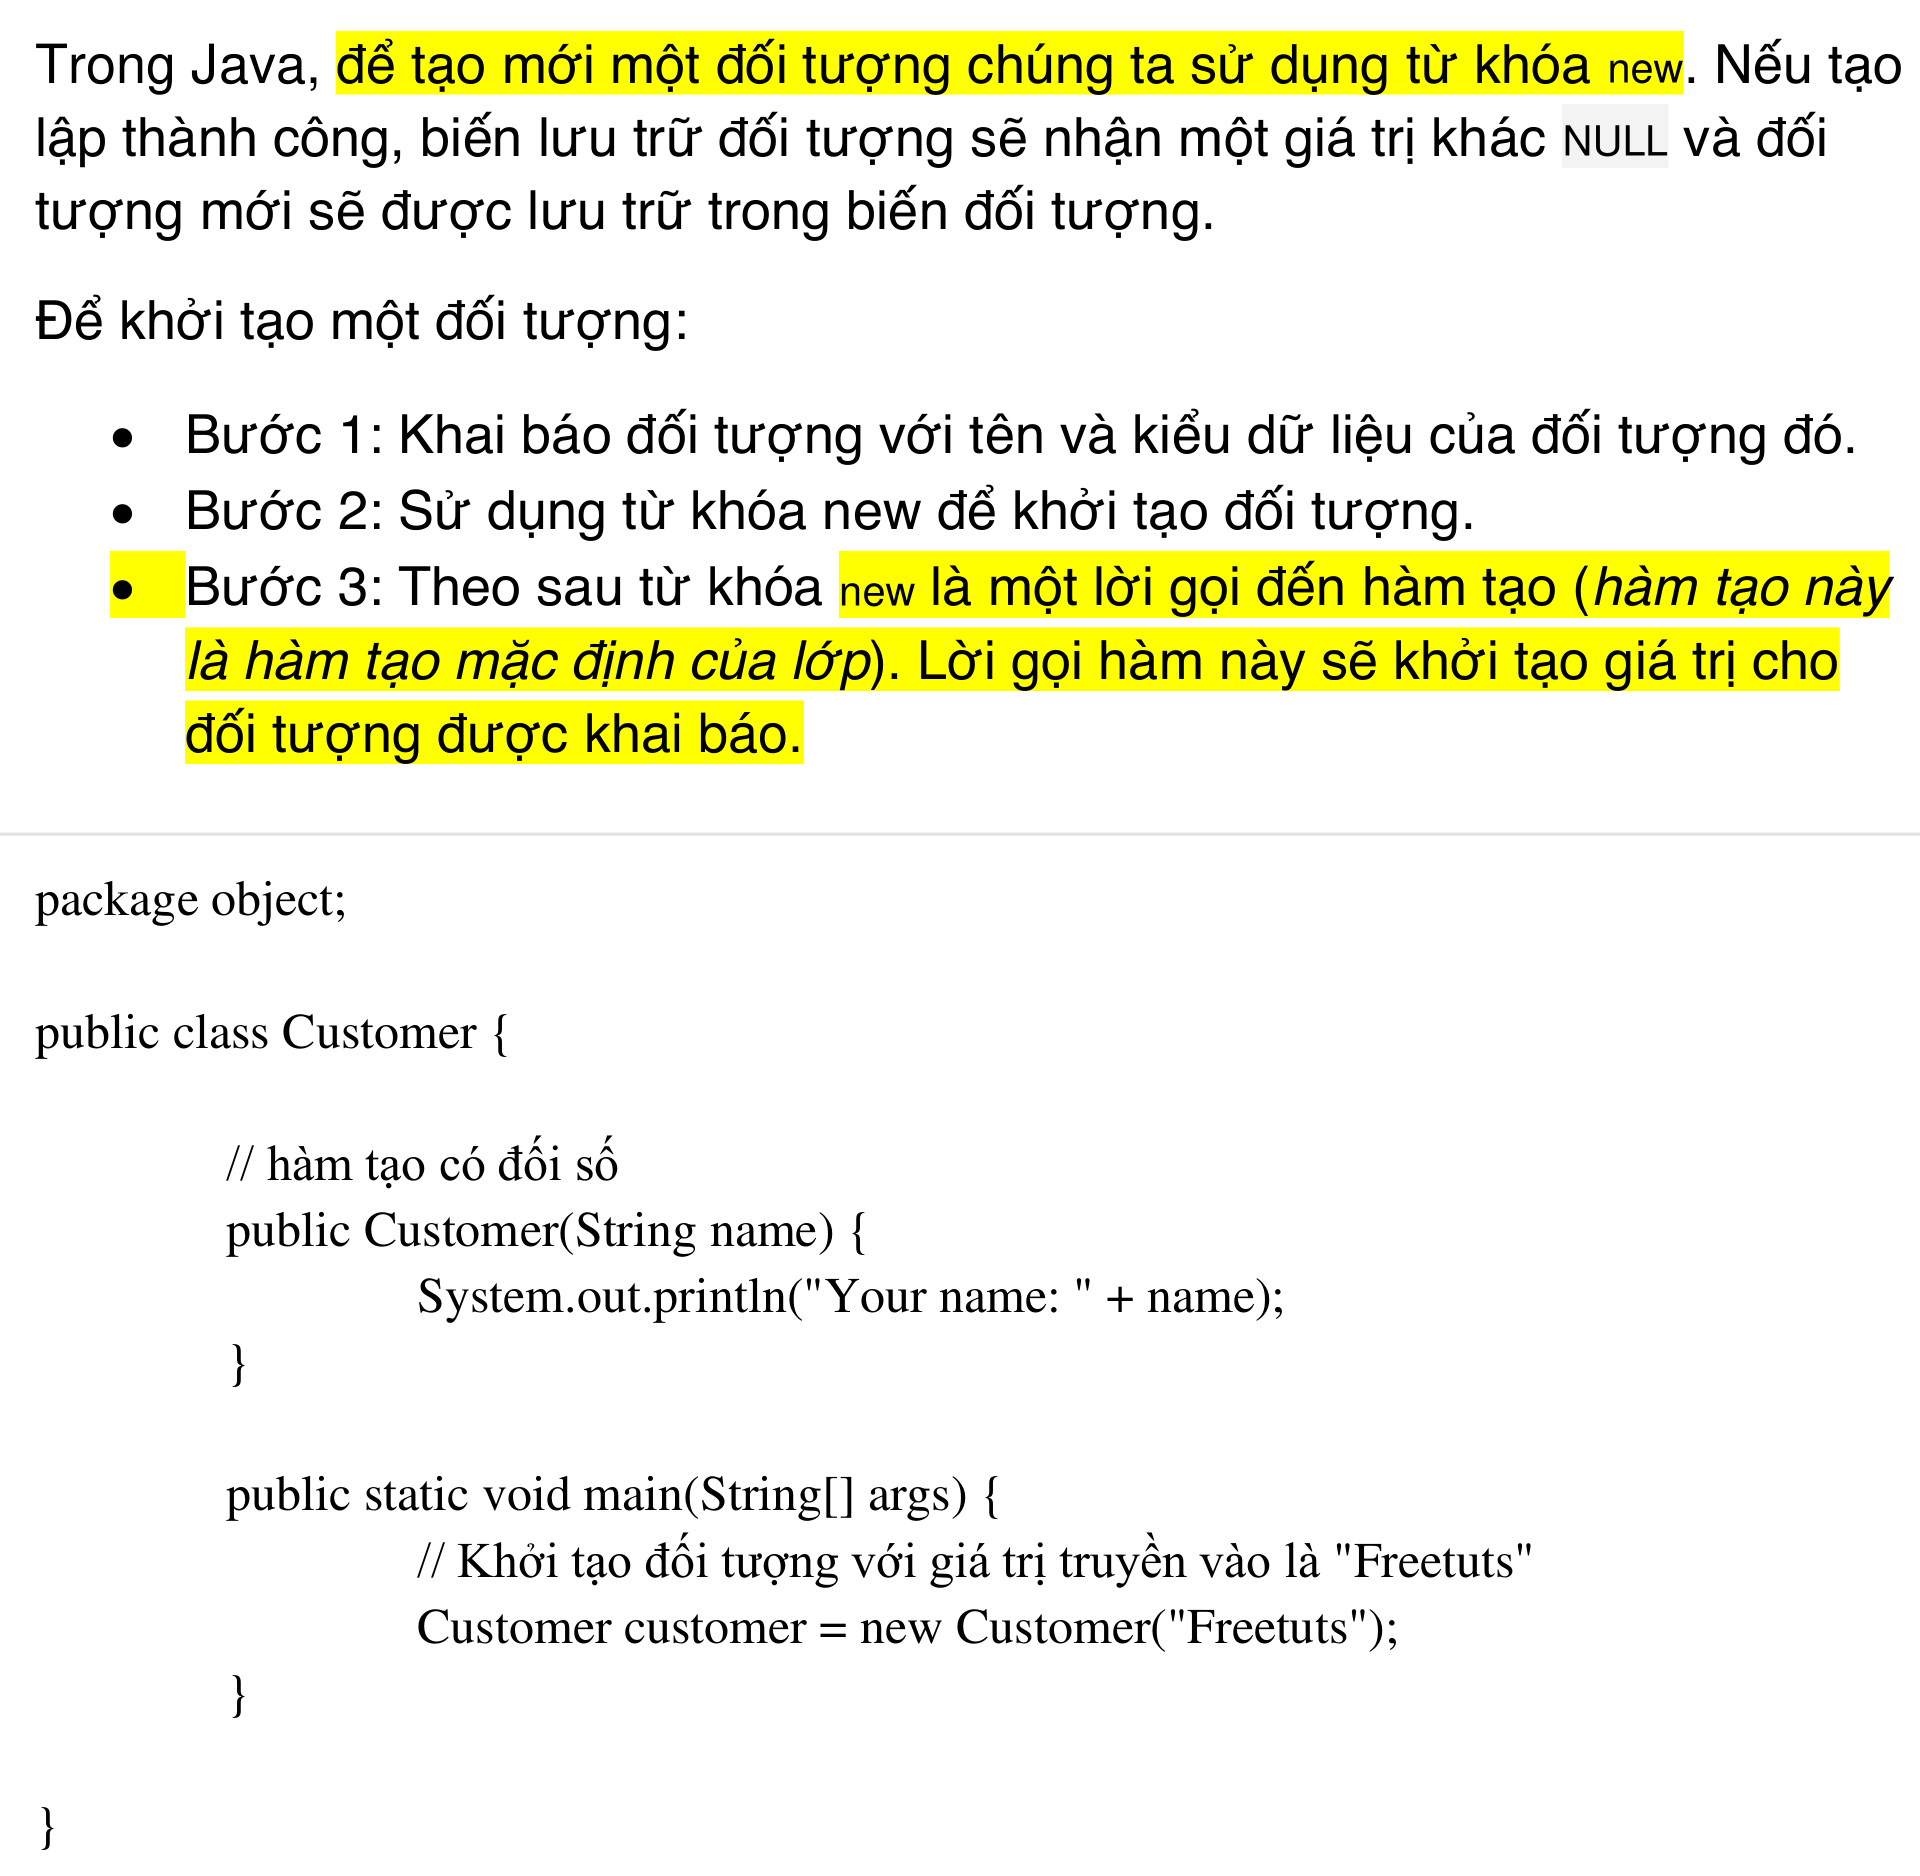 Trong Java, để tạo mới một đối tượng chúng ta sử dụng từ khóa new. Nếu tạo
lập thành công, biến lưu trữ đối tượng sẽ nhận một giá trị khác NULL và đối
tượng mới sẽ được lưu trữ trong biến đối tượng.
Để khởi tạo một đối tượng:
• Bước 1: Khai báo đối tượng với tên và kiểu dữ liệu của đối tượng đó.
• Bước 2: Sử dụng từ khóa new để khởi tạo đối tượng.
• Bước 3: Theo sau từ khóa new là một lời gọi đến hàm tạo (hàm tạo này
là hàm tạo mặc định của lớp). Lời gọi hàm này sẽ khởi tạo giá trị cho
đối tượng được khai báo.
package object;
public class Customer {
// hàm tạo có đối số
public Customer(String name) {
System.out.println("Your name: " + name);
}
public static void main(String[] args) {
// Khởi tạo đối tượng với giá trị truyền vào là "Freetuts"
Customer customer = new Customer("Freetuts");
}
}